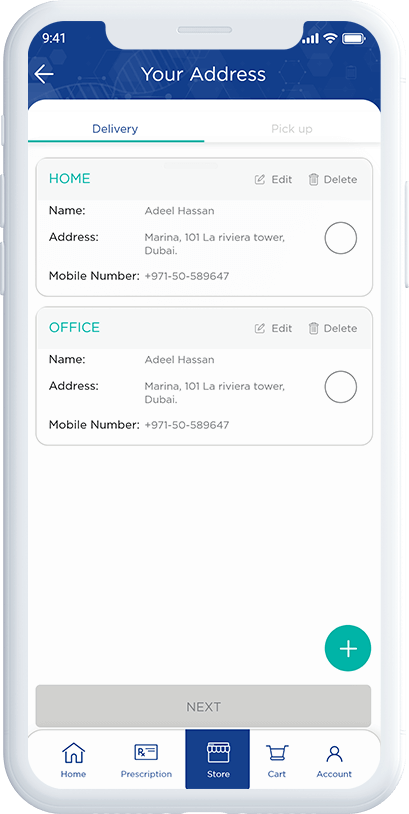 9:41
Your Address
Delivery Pick up
HOME Edit Delete
Name: Adeel Hassan
Address: Marina, 101 La riviera tower,
Dubai.
Mobile Number: +971-50-589647
OFFICE Edit Delete
Name: Adeel Hassan
Address: Marina, 101 La riviera tower,
Dubai.
Mobile Number: +971-50-589647
NEXT
Home Prescription Store Cart Account